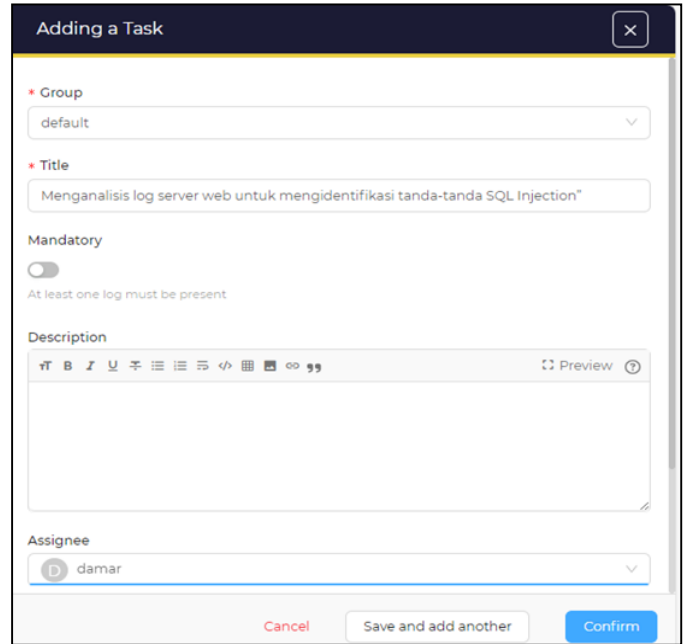 Adding a Task
* Group
default
* Title
Menganalisis log server web untuk mengidentifikasi tanda-tanda SQL Injection”
Mandatory
At least one log must be present
Description
Preview
Assignee
D damar
Cancel Save and add another Confirm